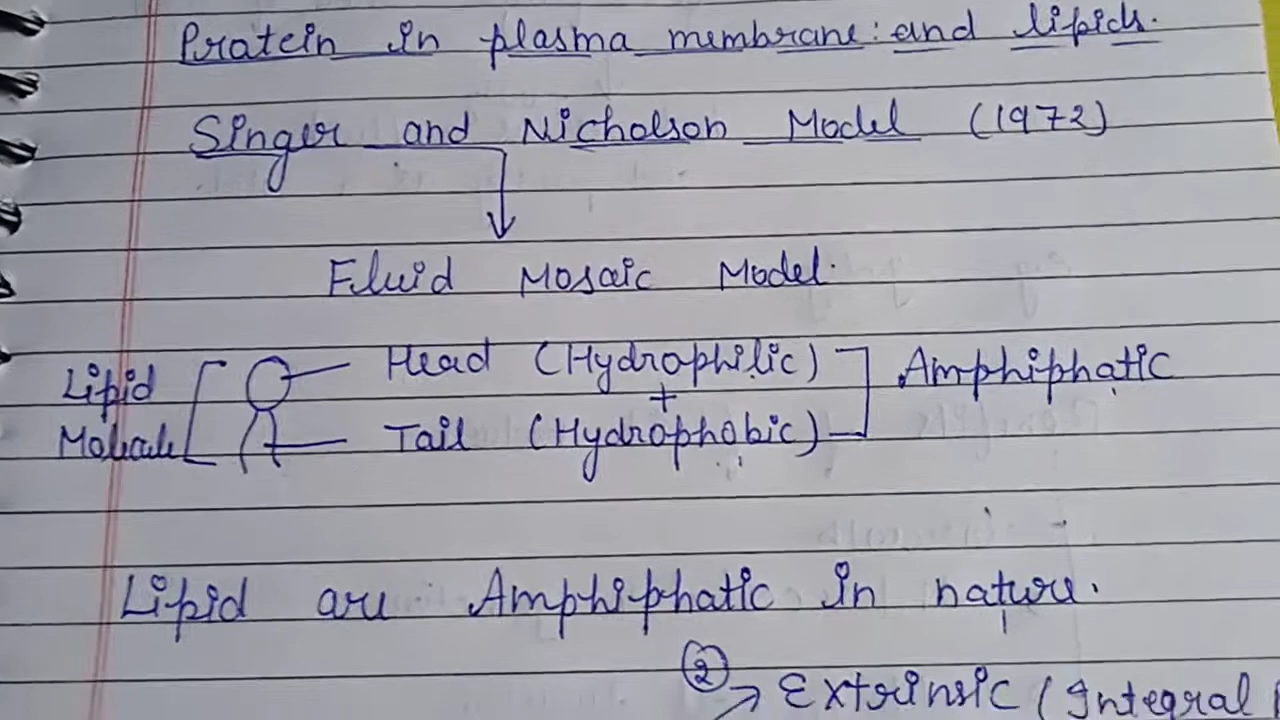 Protein in plasma membrane: and lipids.
Singer and Nicholson Model (1972)
Fluid Mosaic Model.
Head (Hydrophilic)
Lipid Molecule + Amphiphatic
Tail (Hydrophobic)
Lipid are Amphiphatic in nature.
2
Extrinsic (Integral